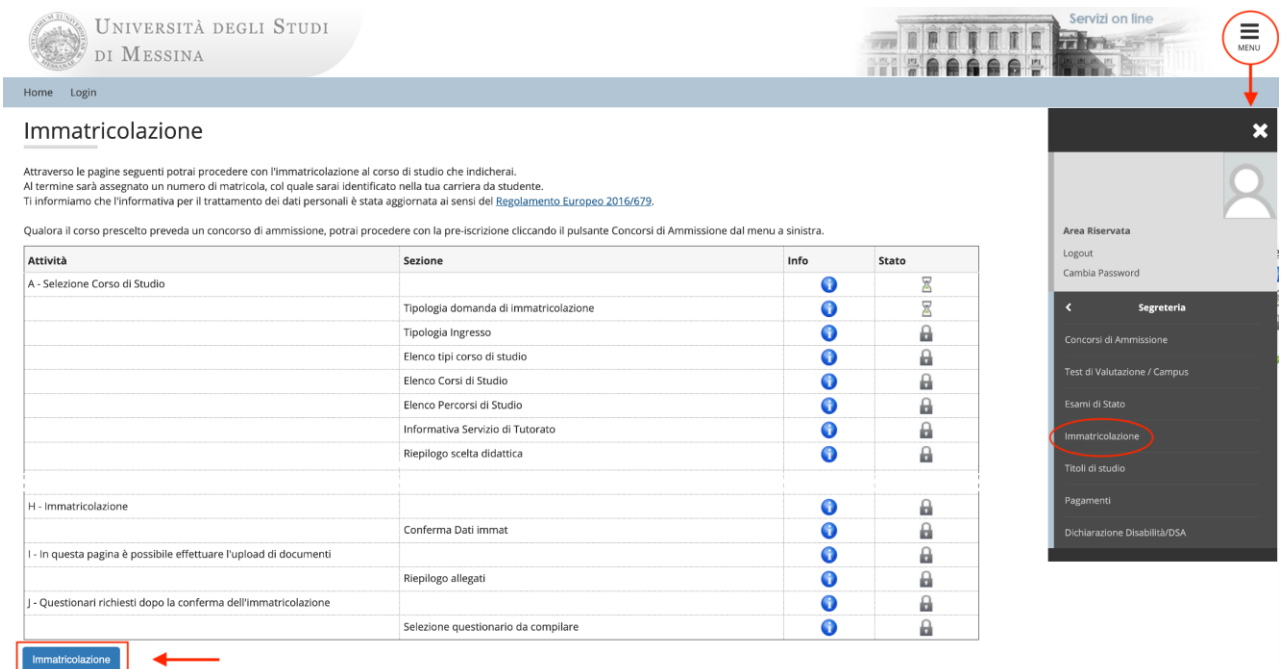 UNIVERSITÀ DEGLI STUDI
DI MESSINA
Servizi on line
MENU
Home Login
Immatricolazione
Attraverso le pagine seguenti potrai procedere con l'immatricolazione al corso di studio che indicherai.
Al termine sarà assegnato un numero di matricola, col quale sarai identificato nella tua carriera da studente.
Ti informiamo che l'informativa per il trattamento dei dati personali è stata aggiornata ai sensi del Regolamento Europeo 2016/679.
Qualora il corso prescelto preveda un concorso di ammissione, potrai procedere con la pre-iscrizione cliccando il pulsante Concorsi di Ammissione dal menu a sinistra.
Attività Sezione Info Stato
A - Selezione Corso di Studio
Tipologia domanda di immatricolazione
Tipologia Ingresso
Elenco tipi corso di studio
Elenco Corsi di Studio
Elenco Percorsi di Studio
Informativa Servizio di Tutorato
Riepilogo scelta didattica
H - Immatricolazione
Conferma Dati immat
I - In questa pagina è possibile effettuare l'upload di documenti
Riepilogo allegati
J - Questionari richiesti dopo la conferma dell'immatricolazione
Selezione questionario da compilare
Immatricolazione
Area Riservata
Logout
Cambia Password
Segreteria
Concorsi di Ammissione
Test di Valutazione / Campus
Esami di Stato
Immatricolazione
Titoli di studio
Pagamenti
Dichiarazione Disabilità/DSA